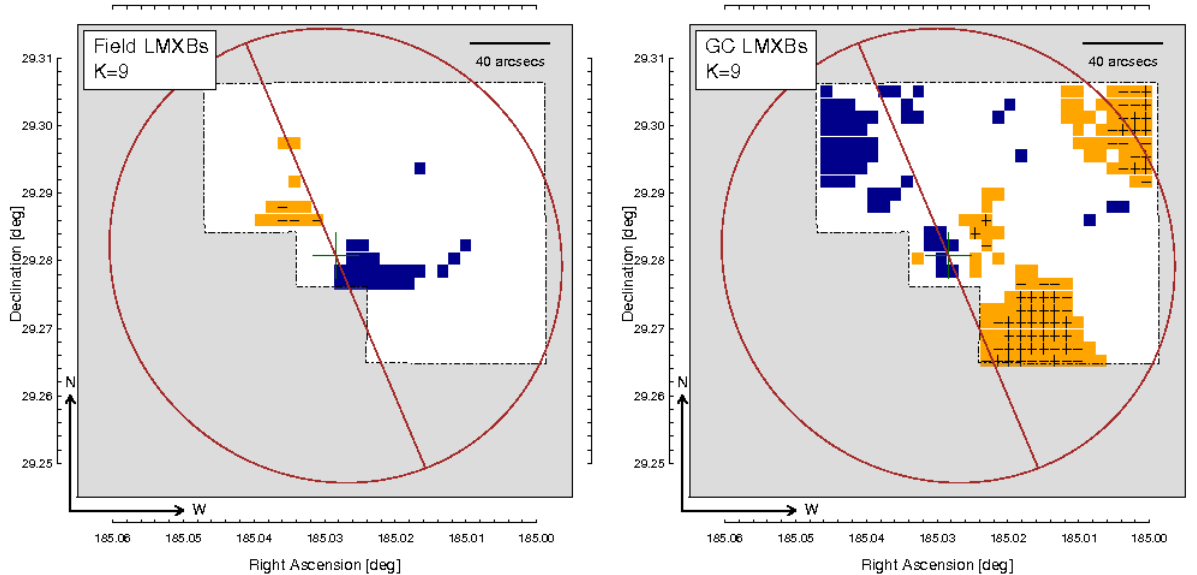 Field LMXBs
K=9
40 arcsecs
29.31
29.30
29.29
29.28
29.27
29.26
29.25
Declination [deg]
N
W
185.06
185.05
185.04
185.03
185.02
185.01
185.00
Right Ascension [deg]
GC LMXBs
K=9
40 arcsecs
29.31
29.30
29.29
29.28
29.27
29.26
29.25
Declination [deg]
N
W
185.06
185.05
185.04
185.03
185.02
185.01
185.00
Right Ascension [deg]